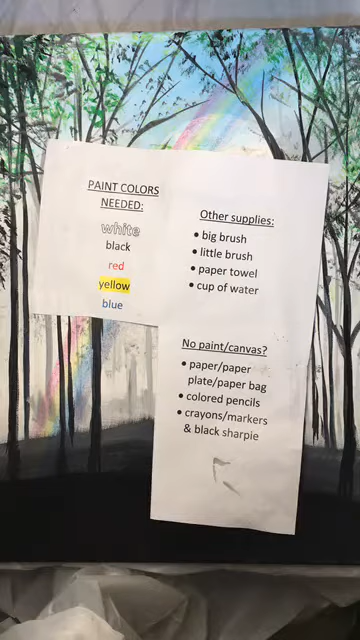 PAINT COLORS
NEEDED:
white
black
red
yellow
blue
Other supplies:
• big brush
• little brush
• paper towel
• cup of water
No paint/canvas?
• paper/paper
plate/paper bag
• colored pencils
• crayons/markers
& black sharpie